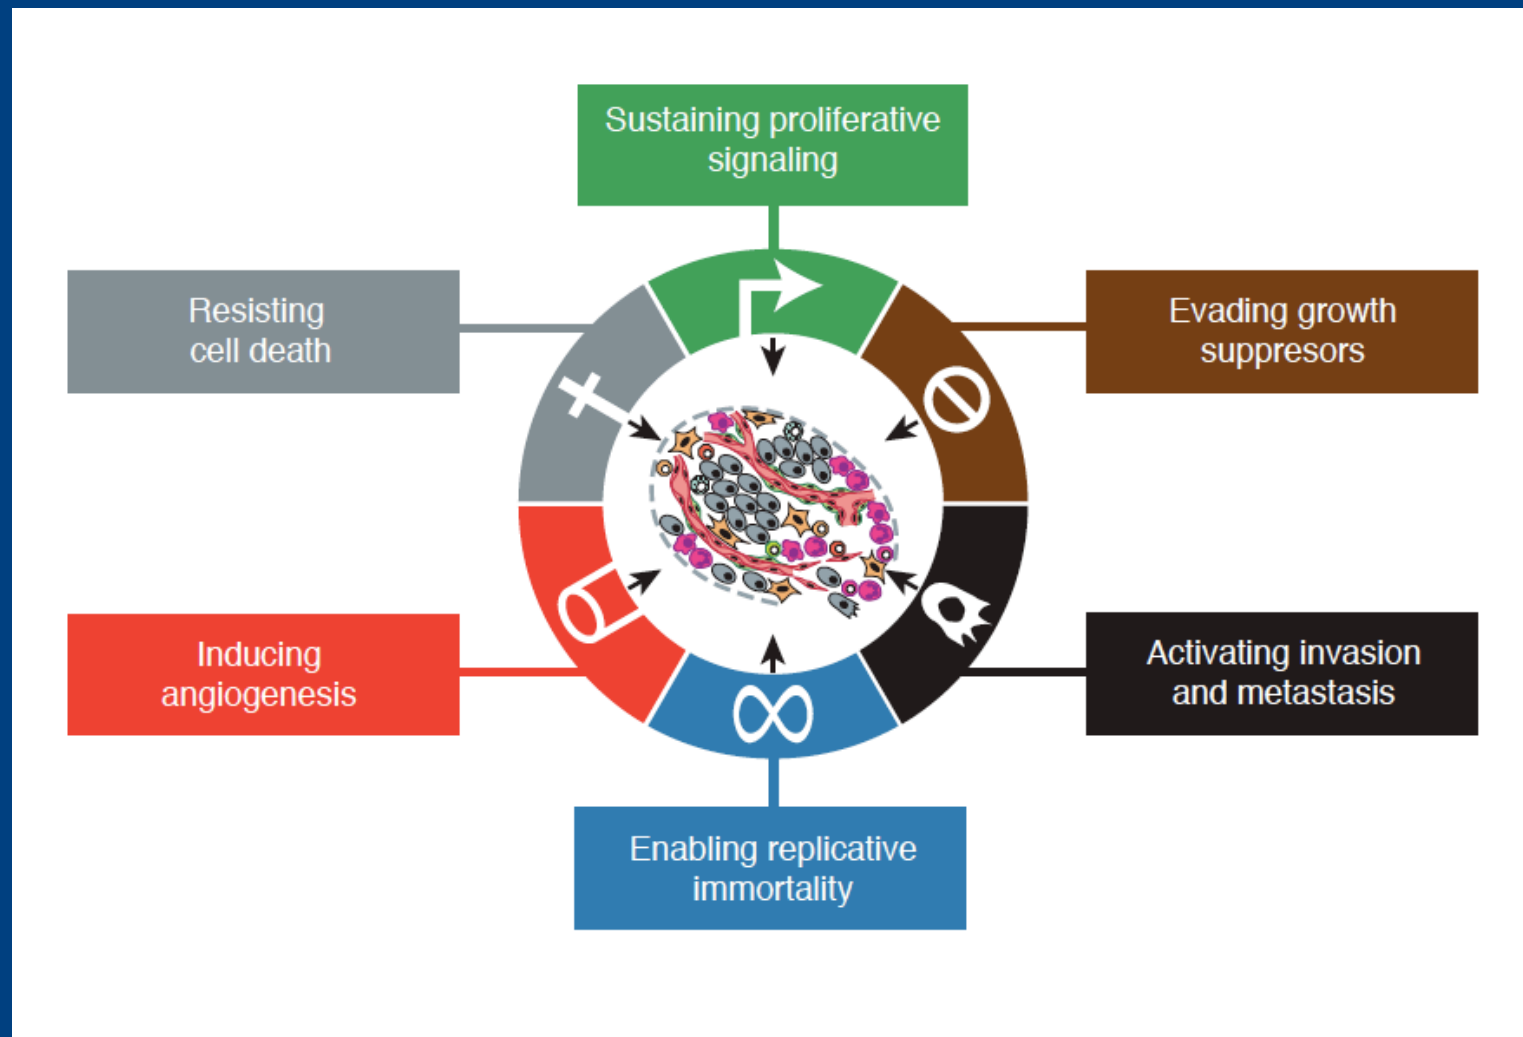 Sustaining proliferative
signaling
Resisting
cell death
Evading growth
suppresors
Inducing
angiogenesis
Activating invasion
and metastasis
Enabling replicative
immortality